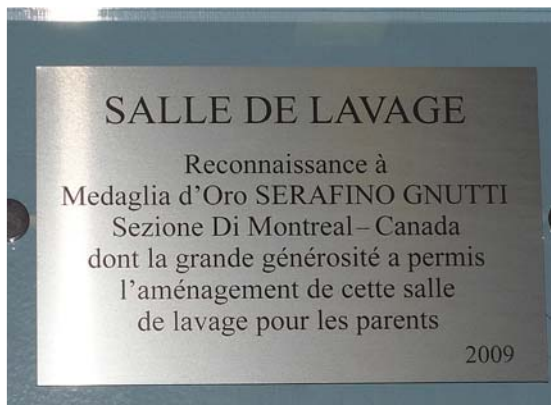 SALLE DE LAVAGE
Reconnaissance à
Medaglia d'Oro SERAFINO GNUTTI
Sezione Di Montreal – Canada
dont la grande générosité a permis
l'aménagement de cette salle
de lavage pour les parents
2009